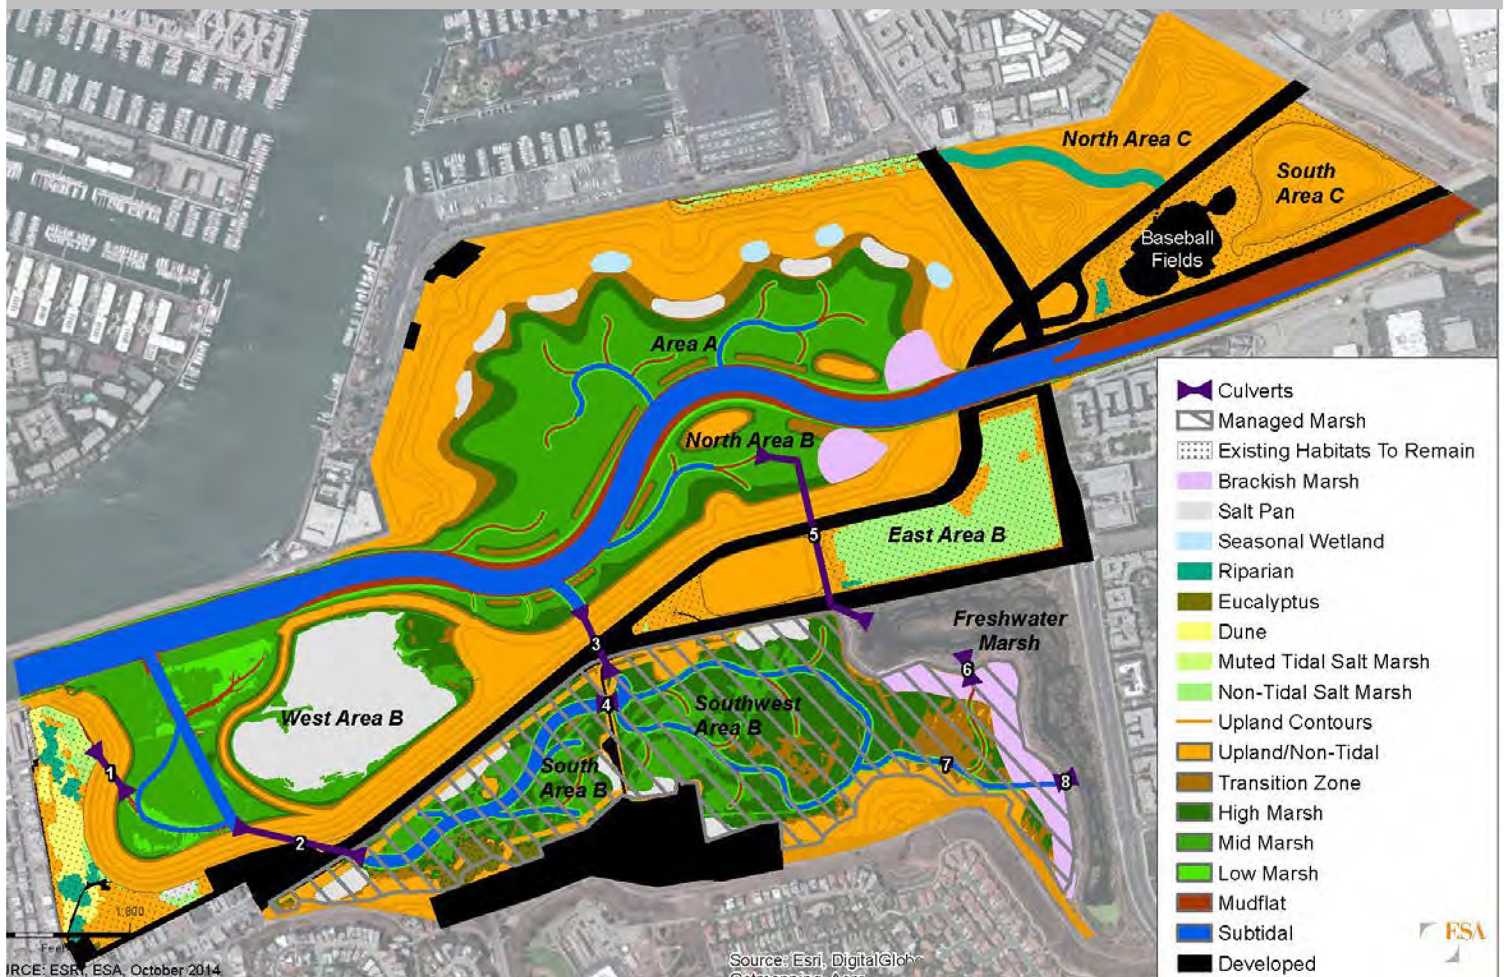 North Area C
South
Area C
Baseball
Fields
Area A
North Area B
East Area B
5
Freshwater
Marsh
3
6
West Area B
4
Southwest
Area B
South
Area B
7
8
1
2
1:800
Feet
URCE: ESRI, ESA, October 2014
Source: Esri, DigitalGlobe
Culverts
Managed Marsh
Existing Habitats To Remain
Brackish Marsh
Salt Pan
Seasonal Wetland
Riparian
Eucalyptus
Dune
Muted Tidal Salt Marsh
Non-Tidal Salt Marsh
Upland Contours
Upland/Non-Tidal
Transition Zone
High Marsh
Mid Marsh
Low Marsh
Mudflat
Subtidal
Developed
ESA